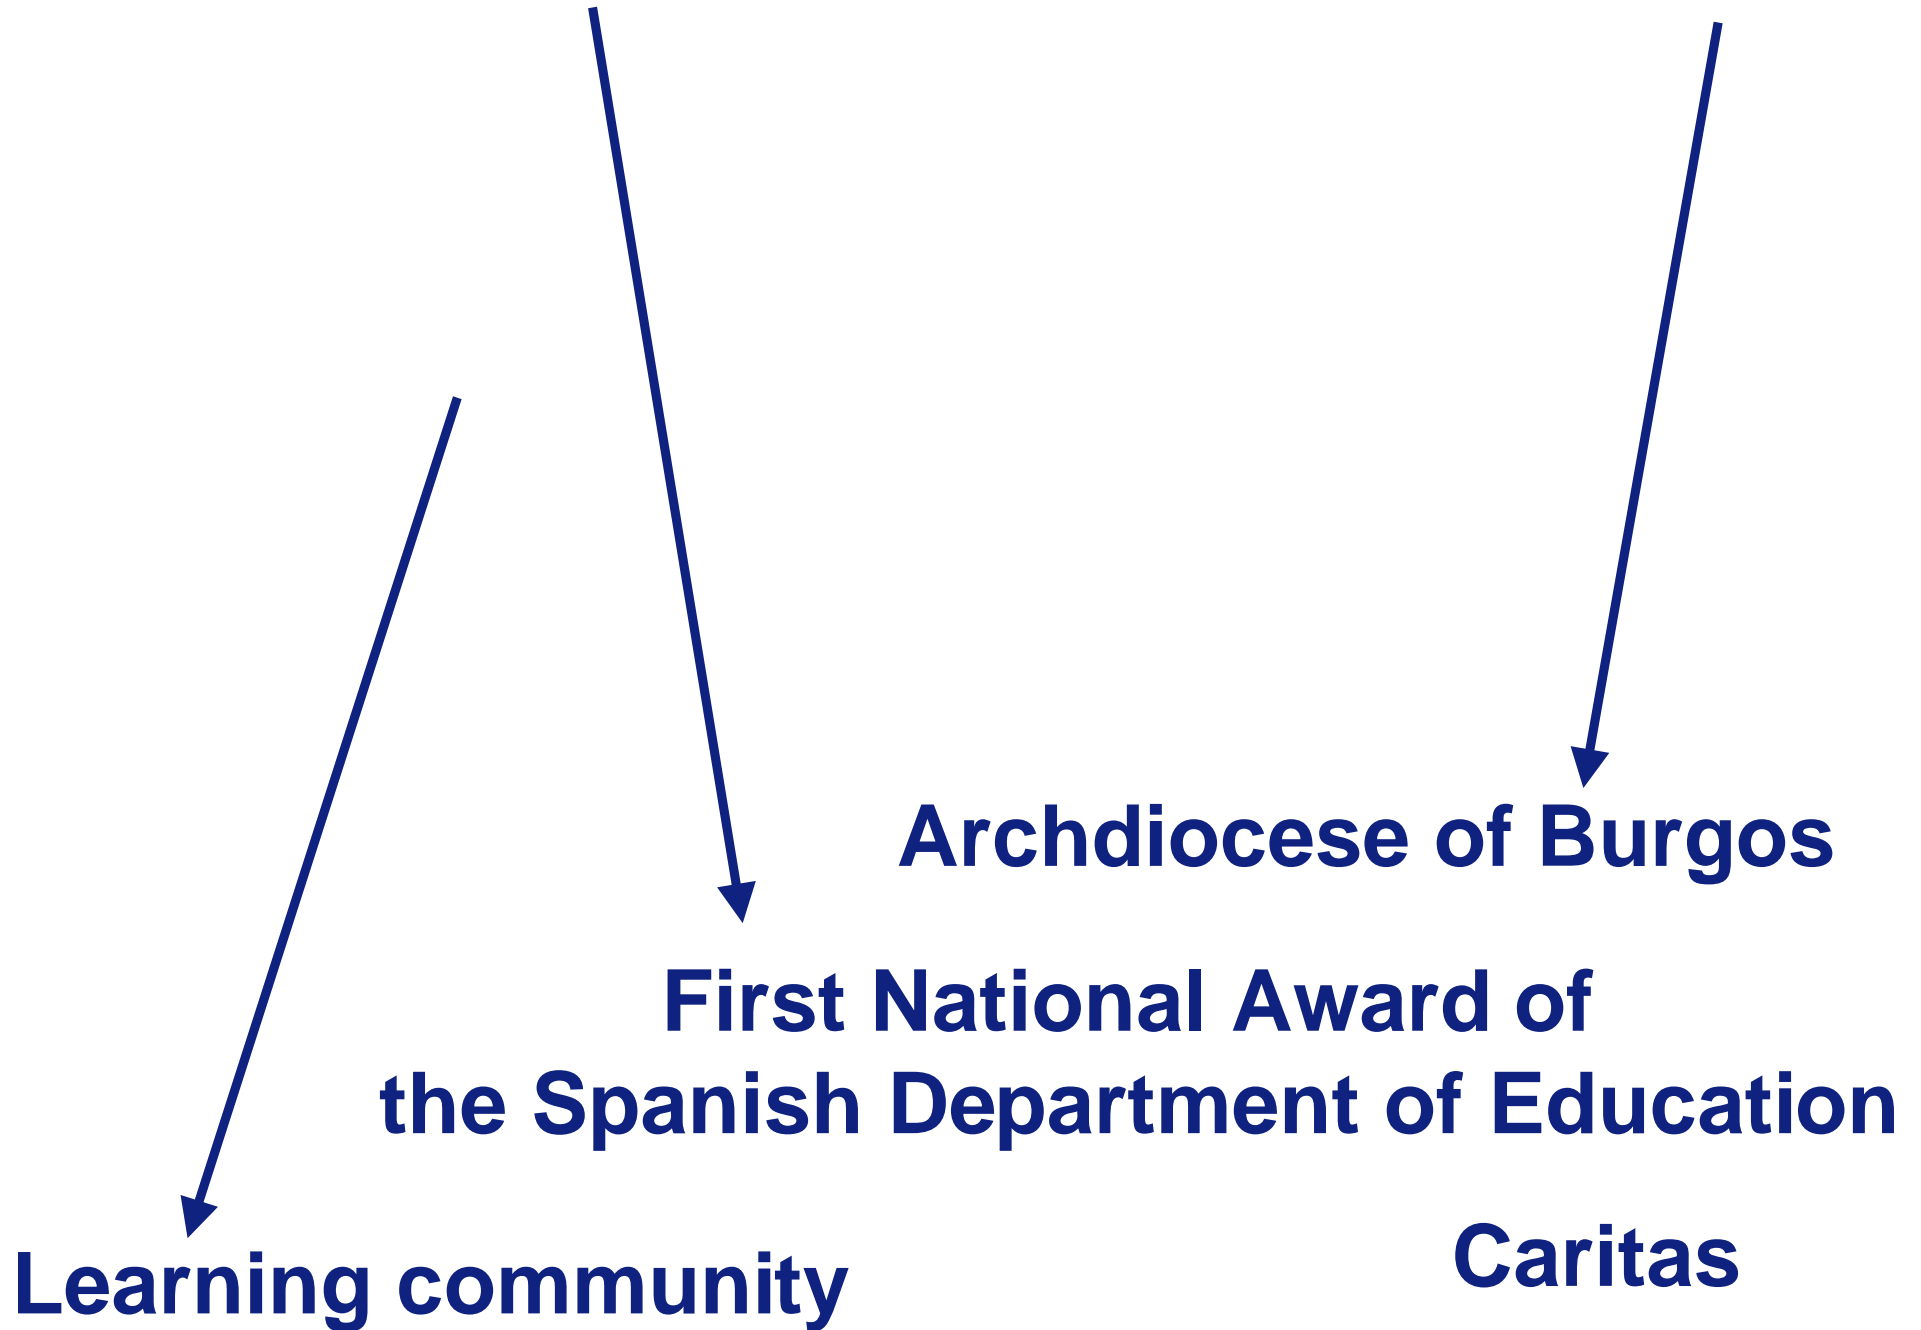 Archdiocese of Burgos
First National Award of
the Spanish Department of Education
Caritas
Learning community